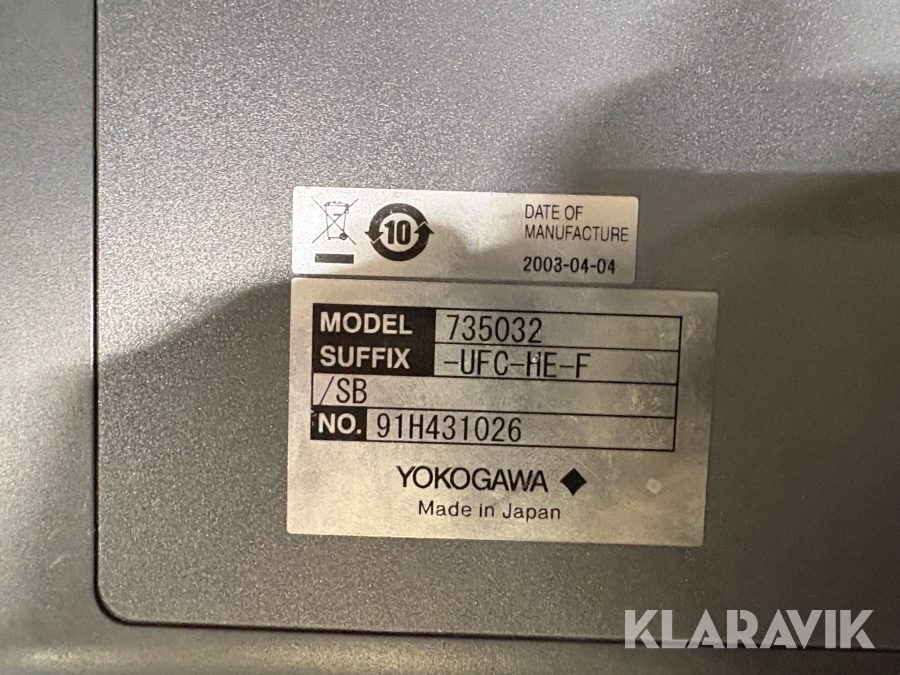 10
DATE OF
MANUFACTURE
2003-04-04
MODEL 735032
SUFFIX -UFC-HE-F
/SB
NO. 91H431026
YOKOGAWA
Made in Japan
KLARAVIK